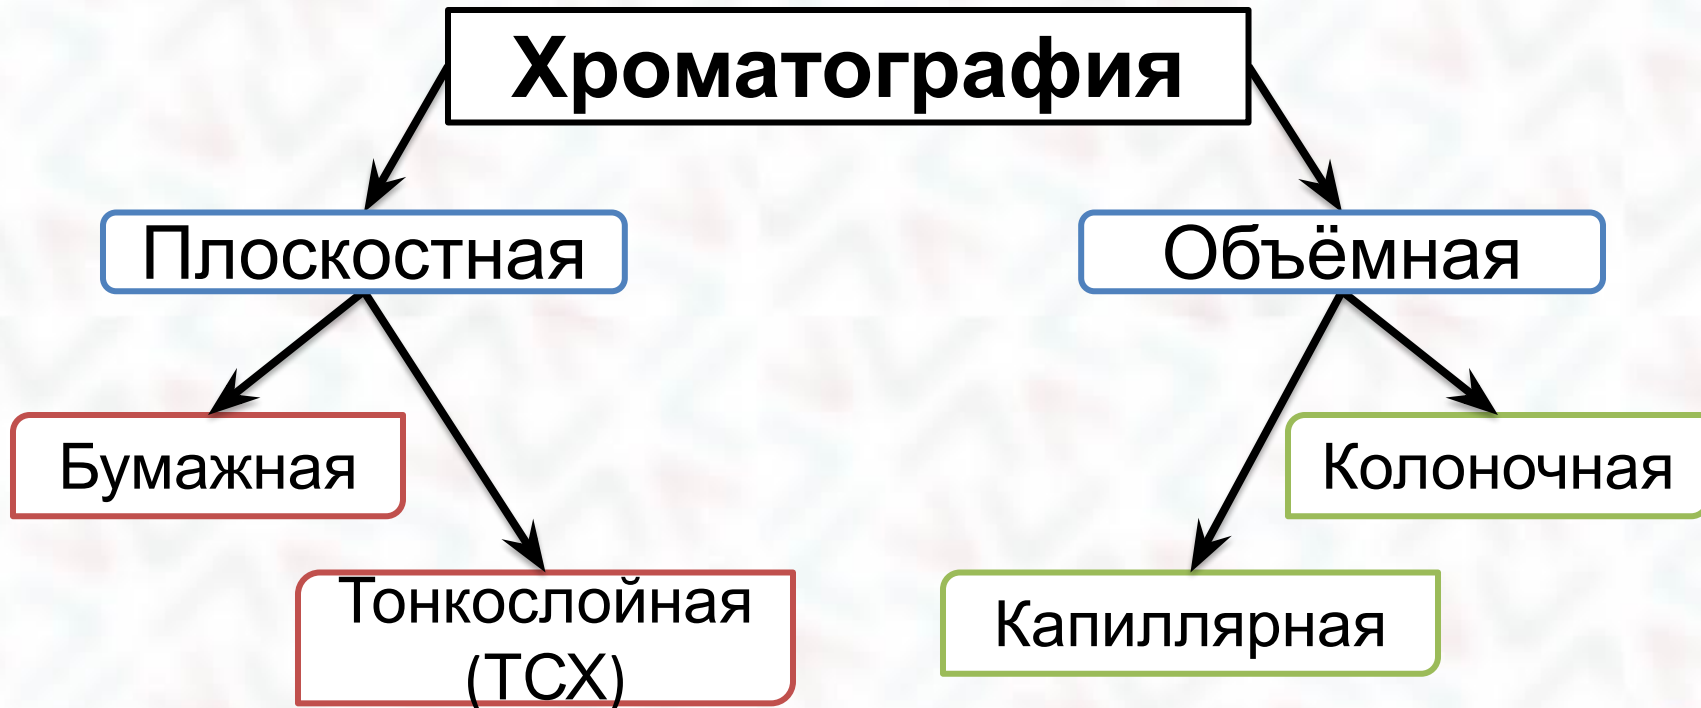 Хроматография
Плоскостная
Объёмная
Бумажная
Колоночная
Тонкослойная
(ТСХ)
Капиллярная